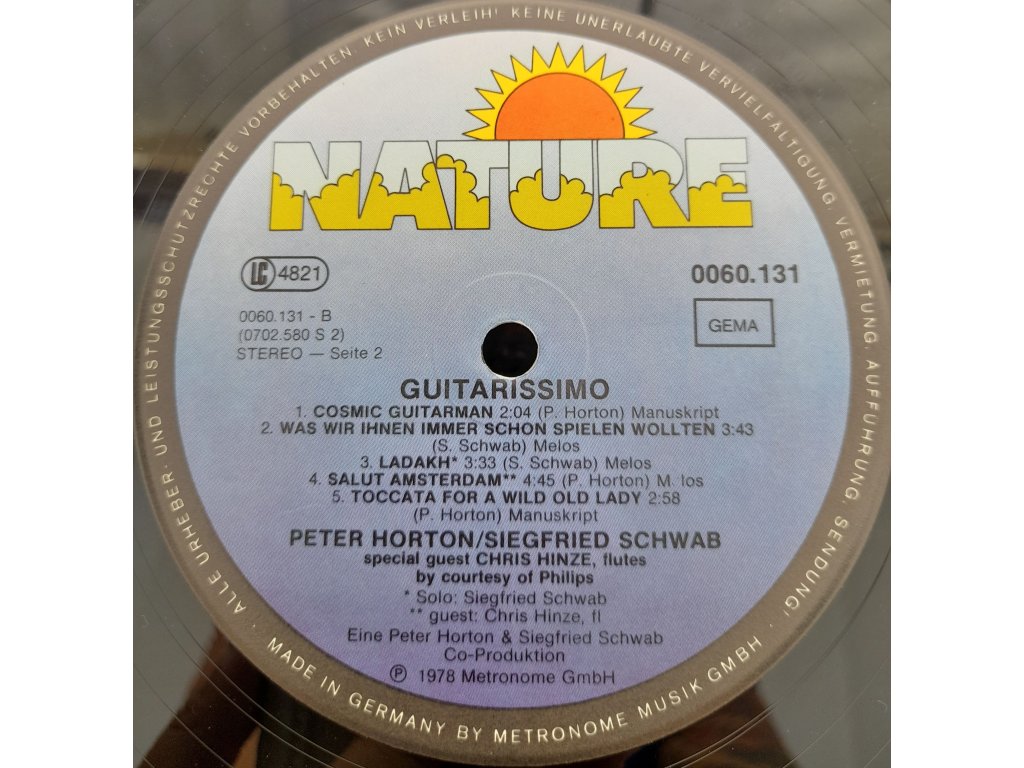 ALLE URHEBER- UND LEISTUNGSSCHUTZRECHTE VORBEHALTEN. KEIN VERLEIH! KEINE UNERLAUBTE VERVIELFÄLTIGUNG, VERMIETUNG, AUFFÜHRUNG, SENDUNG!
NATURE
LC 4821
0060.131
0060.131 - B
(0702.580 S 2)
STEREO — Seite 2
GEMA
GUITARISSIMO
1. COSMIC GUITARMAN 2:04 (P. Horton) Manuskript
2. WAS WIR IHNEN IMMER SCHON SPIELEN WOLLTEN 3:43
(S. Schwab) Melos
3. LADAKH* 3:33 (S. Schwab) Melos
4. SALUT AMSTERDAM** 4:45 (P. Horton) M. los
5. TOCCATA FOR A WILD OLD LADY 2:58
(P. Horton) Manuskript
PETER HORTON/SIEGFRIED SCHWAB
special guest CHRIS HINZE, flutes
by courtesy of Philips
* Solo: Siegfried Schwab
** guest: Chris Hinze, fl
Eine Peter Horton & Siegfried Schwab
Co-Produktion
℗ 1978 Metronome GmbH
· MADE IN GERMANY BY METRONOME MUSIK GMBH ·